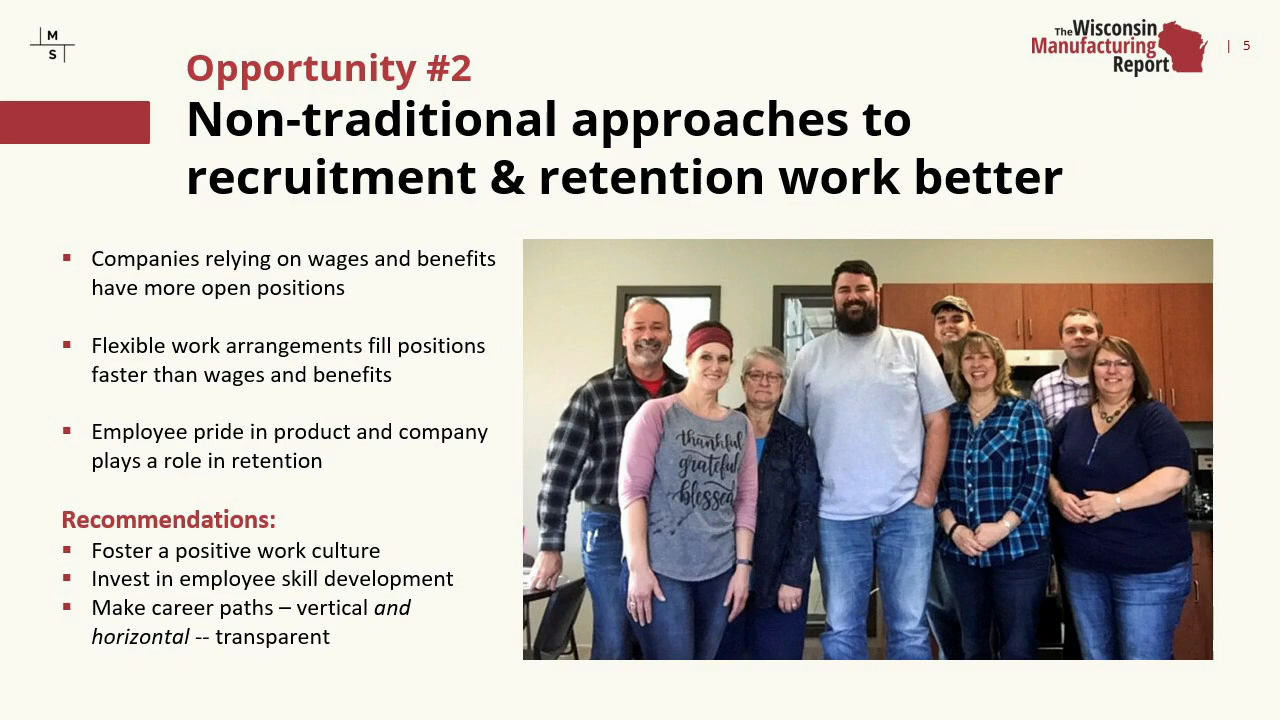 M
S
The Wisconsin
Manufacturing
Report
| 5
Opportunity #2
Non-traditional approaches to
recruitment & retention work better
▪ Companies relying on wages and benefits
have more open positions
▪ Flexible work arrangements fill positions
faster than wages and benefits
▪ Employee pride in product and company
plays a role in retention
Recommendations:
▪ Foster a positive work culture
▪ Invest in employee skill development
▪ Make career paths – vertical and
horizontal -- transparent
thankful
grateful
blessed